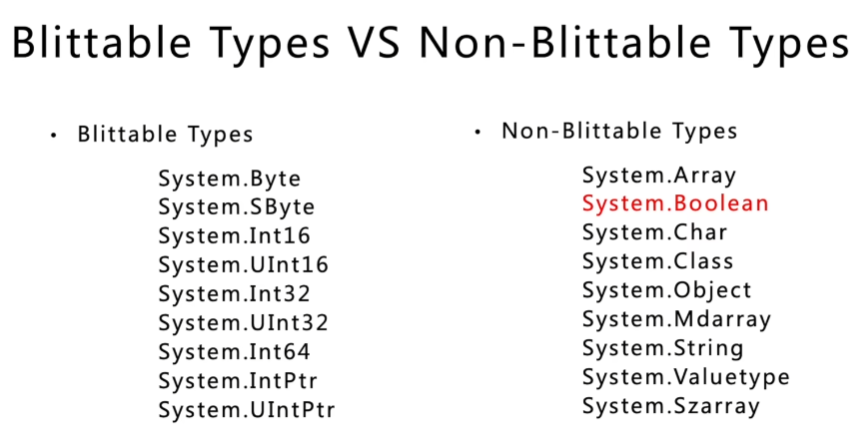 Blittable Types VS Non-Blittable Types
• Blittable Types
System.Byte
System.SByte
System.Int16
System.UInt16
System.Int32
System.UInt32
System.Int64
System.IntPtr
System.UIntPtr
• Non-Blittable Types
System.Array
System.Boolean
System.Char
System.Class
System.Object
System.Mdarray
System.String
System.Valuetype
System.Szarray